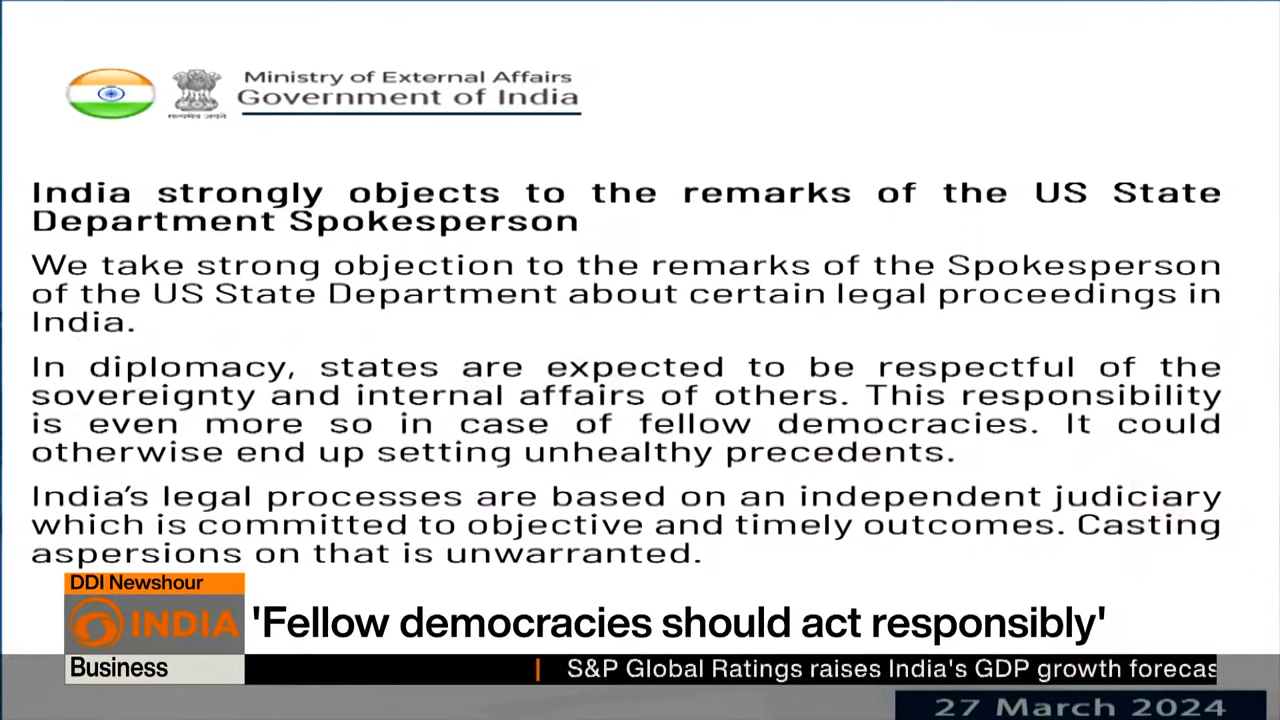 Ministry of External Affairs
Government of India
सत्यमेव जयते
India strongly objects to the remarks of the US State
Department Spokesperson
We take strong objection to the remarks of the Spokesperson
of the US State Department about certain legal proceedings in
India.
In diplomacy, states are expected to be respectful of the
sovereignty and internal affairs of others. This responsibility
is even more so in case of fellow democracies. It could
otherwise end up setting unhealthy precedents.
India's legal processes are based on an independent judiciary
which is committed to objective and timely outcomes. Casting
aspersions on that is unwarranted.
DDI Newshour
INDIA
'Fellow democracies should act responsibly'
Business
| S&P Global Ratings raises India's GDP growth forecas
27 March 2024